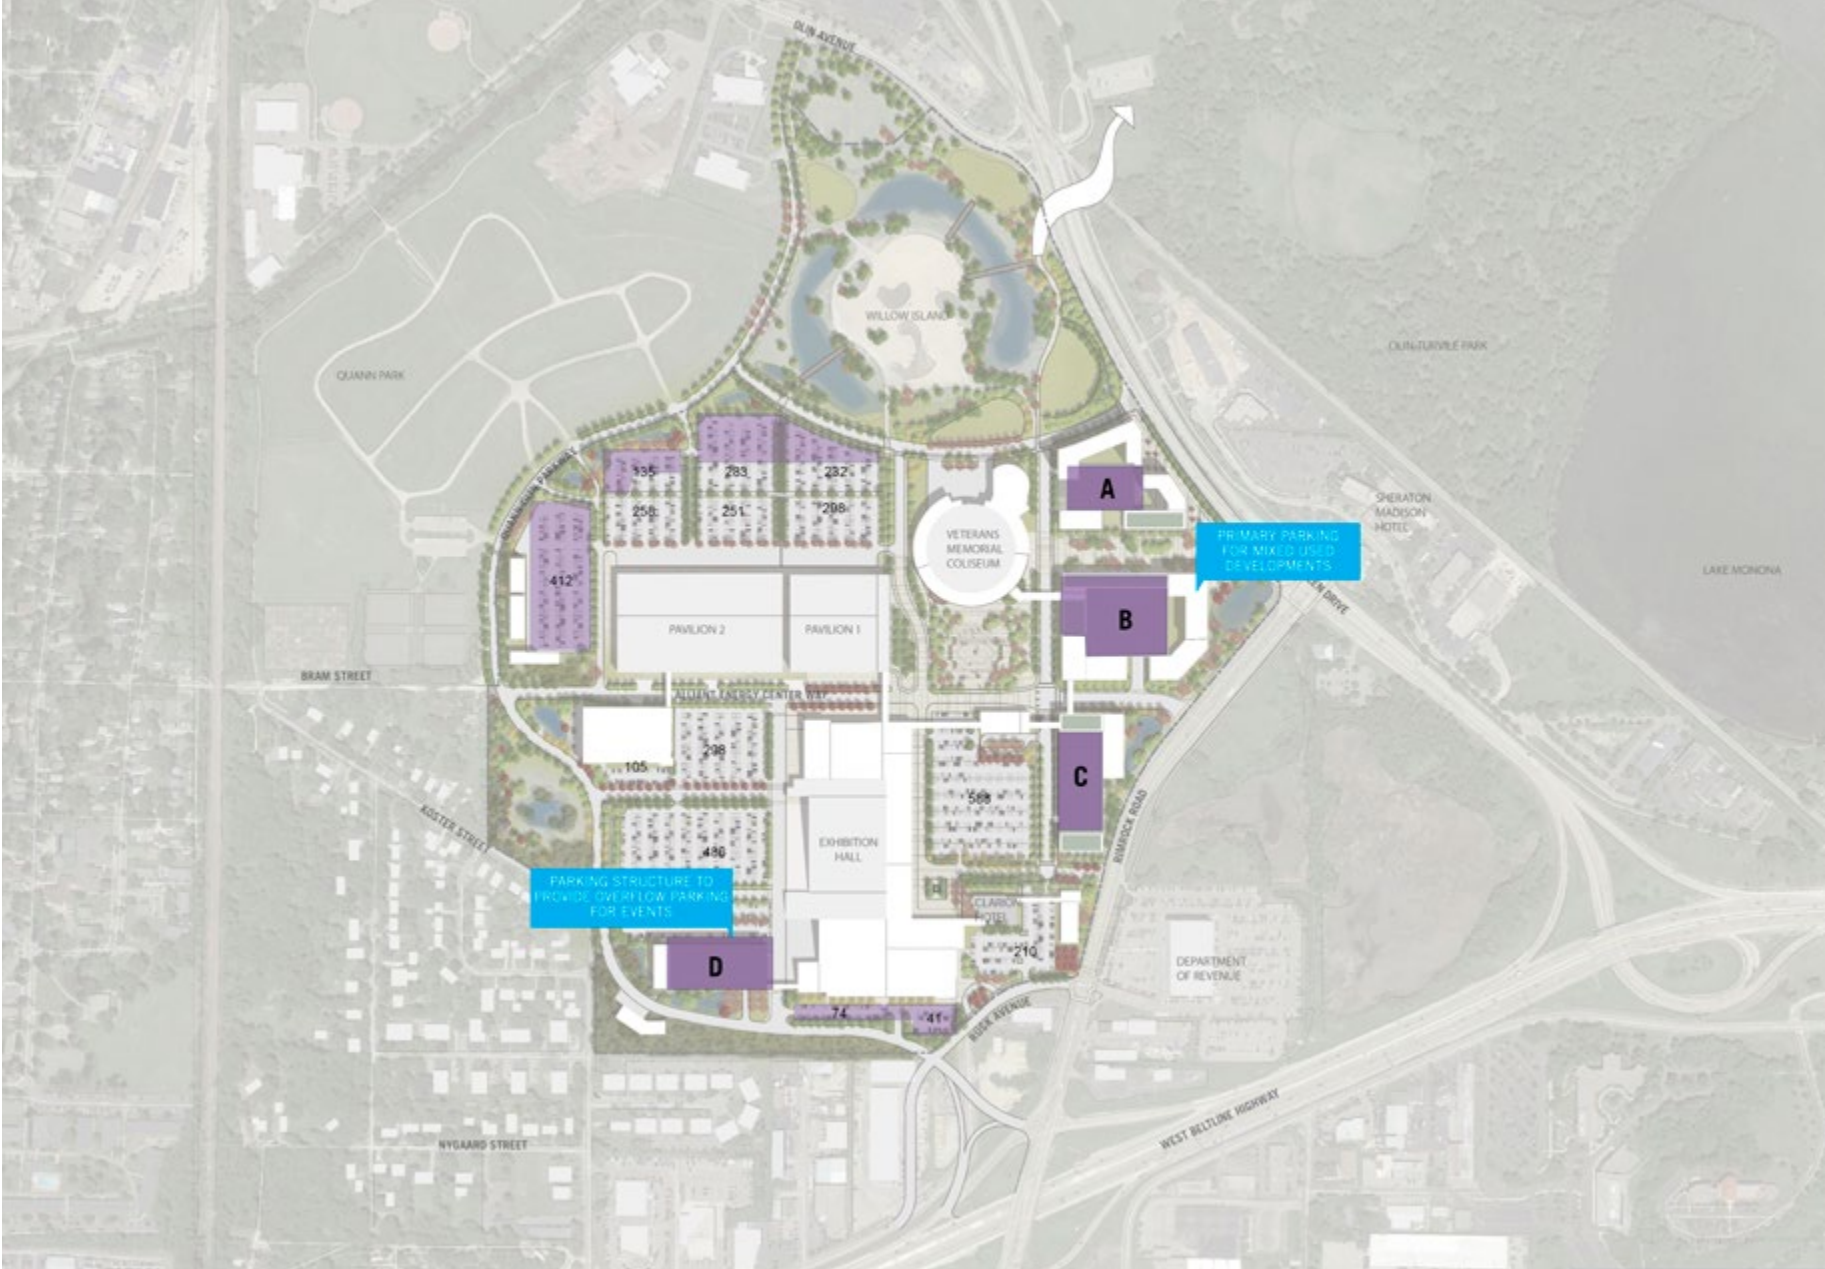 OLIN AVENUE
WILLOW ISLAND
QUANN PARK
OLIN-TURVILE PARK
135
283
232
258
251
298
A
SHERATON
MADISON
HOTEL
VETERANS
MEMORIAL
COLISEUM
PRIMARY PARKING
FOR MIXED USED
DEVELOPMENTS
412
LAKE MONONA
DRIVE
B
PAVILION 2
PAVILION 1
BRAM STREET
ALLIANT ENERGY CENTER WAY
298
105
C
588
KOSTER STREET
RIMROCK ROAD
EXHIBITION
HALL
486
PARKING STRUCTURE TO
PROVIDE OVERFLOW PARKING
FOR EVENTS
CLARION
HOTEL
210
D
DEPARTMENT
OF REVENUE
74
41
RUSK AVENUE
WEST BELTLINE HIGHWAY
NYGAARD STREET